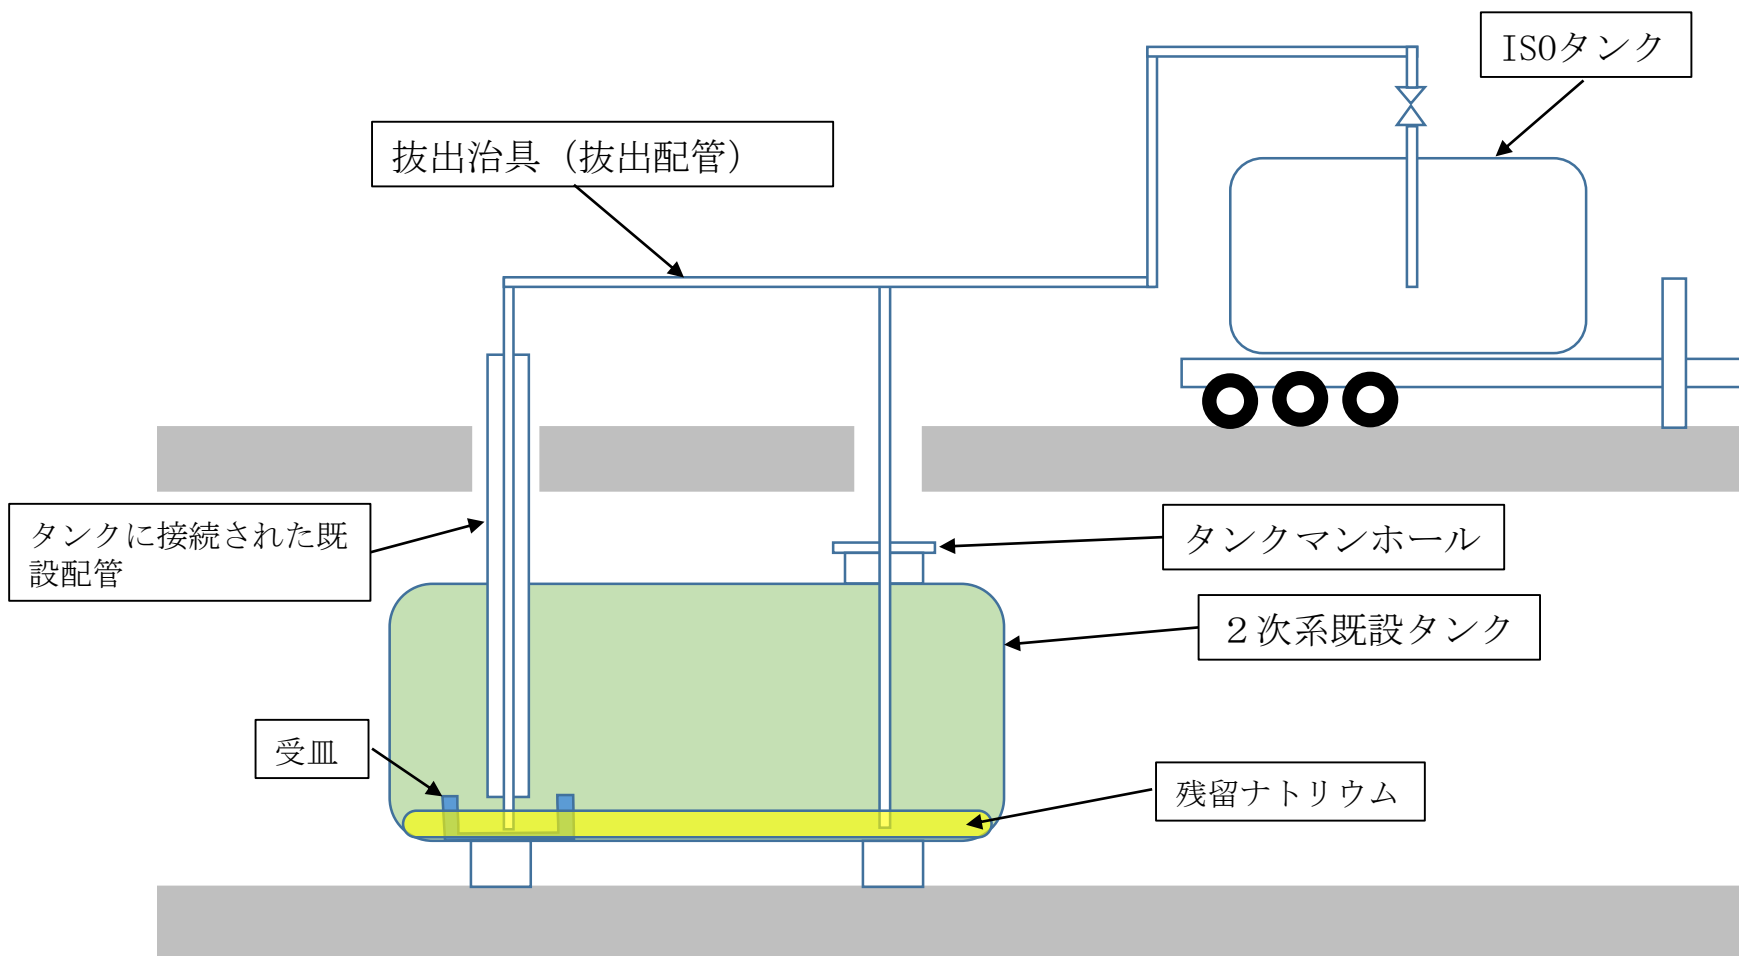 ISOタンク
抜出治具（抜出配管）
タンクに接続された既
設配管
タンクマンホール
２次系既設タンク
受皿
残留ナトリウム